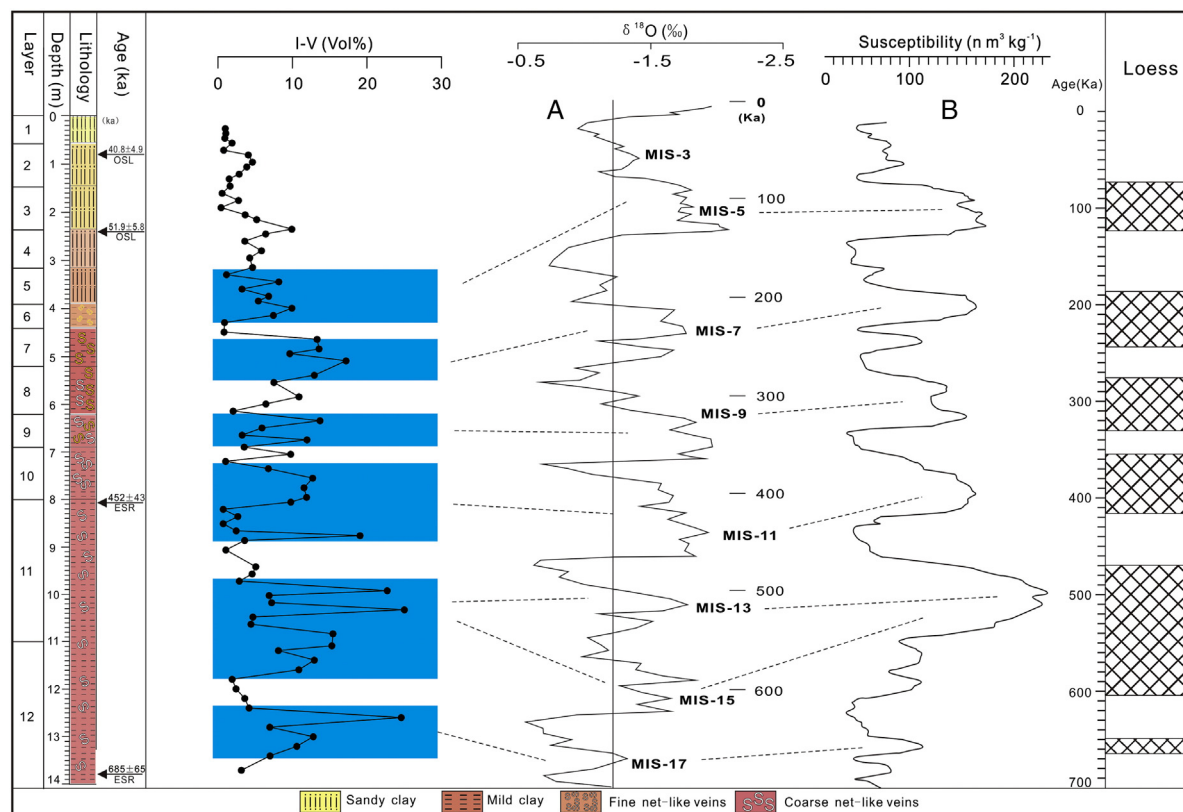 Layer
Depth (m)
Lithology
Age (ka)
I-V (Vol%)
0 10 20 30
δ 18O (‰)
-0.5 -1.5 -2.5
Susceptibility (n m3 kg-1)
0 100 200
Loess
Age(Ka)
A
B
(ka)
0
1
2
3
4
5
6
7
8
9
10
11
12
13
14
1
2
3
4
5
6
7
8
9
10
11
12
40.8±4.9
OSL
51.9±5.8
OSL
452±43
ESR
685±65
ESR
0
(Ka)
100
200
300
400
500
600
MIS-3
MIS-5
MIS-7
MIS-9
MIS-11
MIS-13
MIS-15
MIS-17
0
100
200
300
400
500
600
700
Sandy clay
Mild clay
Fine net-like veins
SSS
Coarse net-like veins